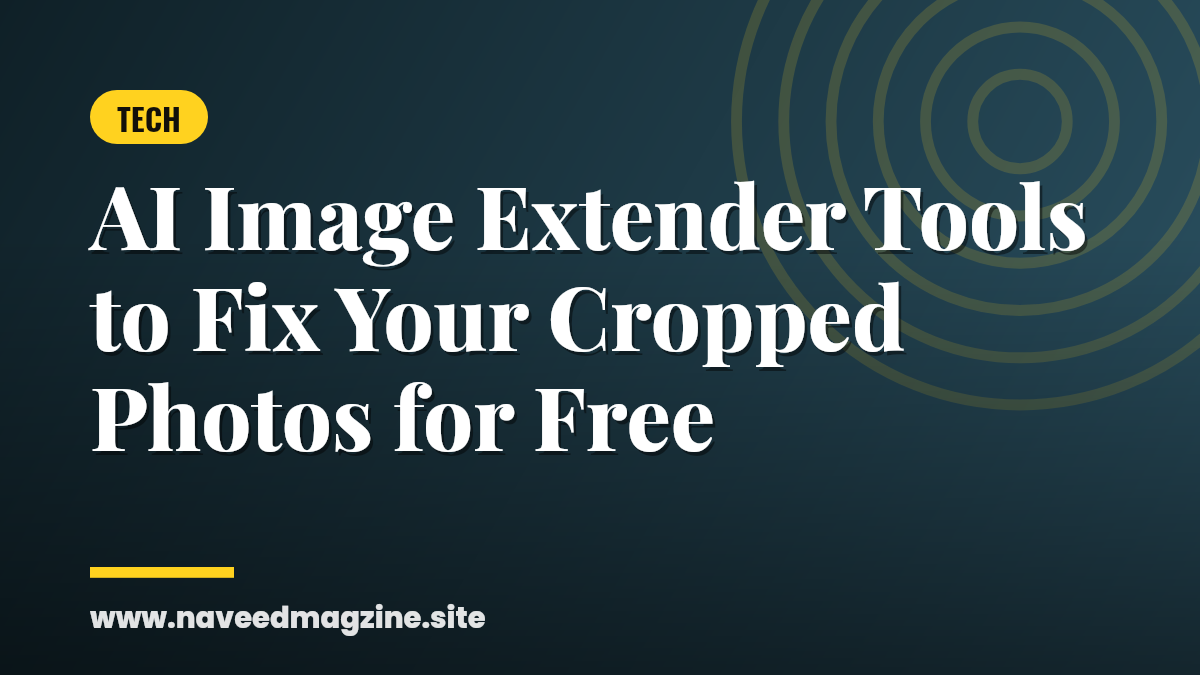 TECH
AI Image Extender Tools
to Fix Your Cropped
Photos for Free
www.naveedmagzine.site